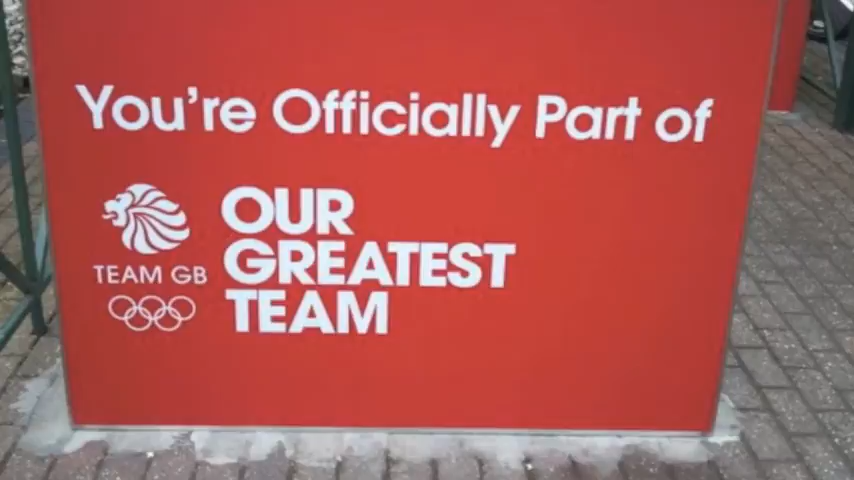 You're Officially Part of
OUR
GREATEST
TEAM
TEAM GB